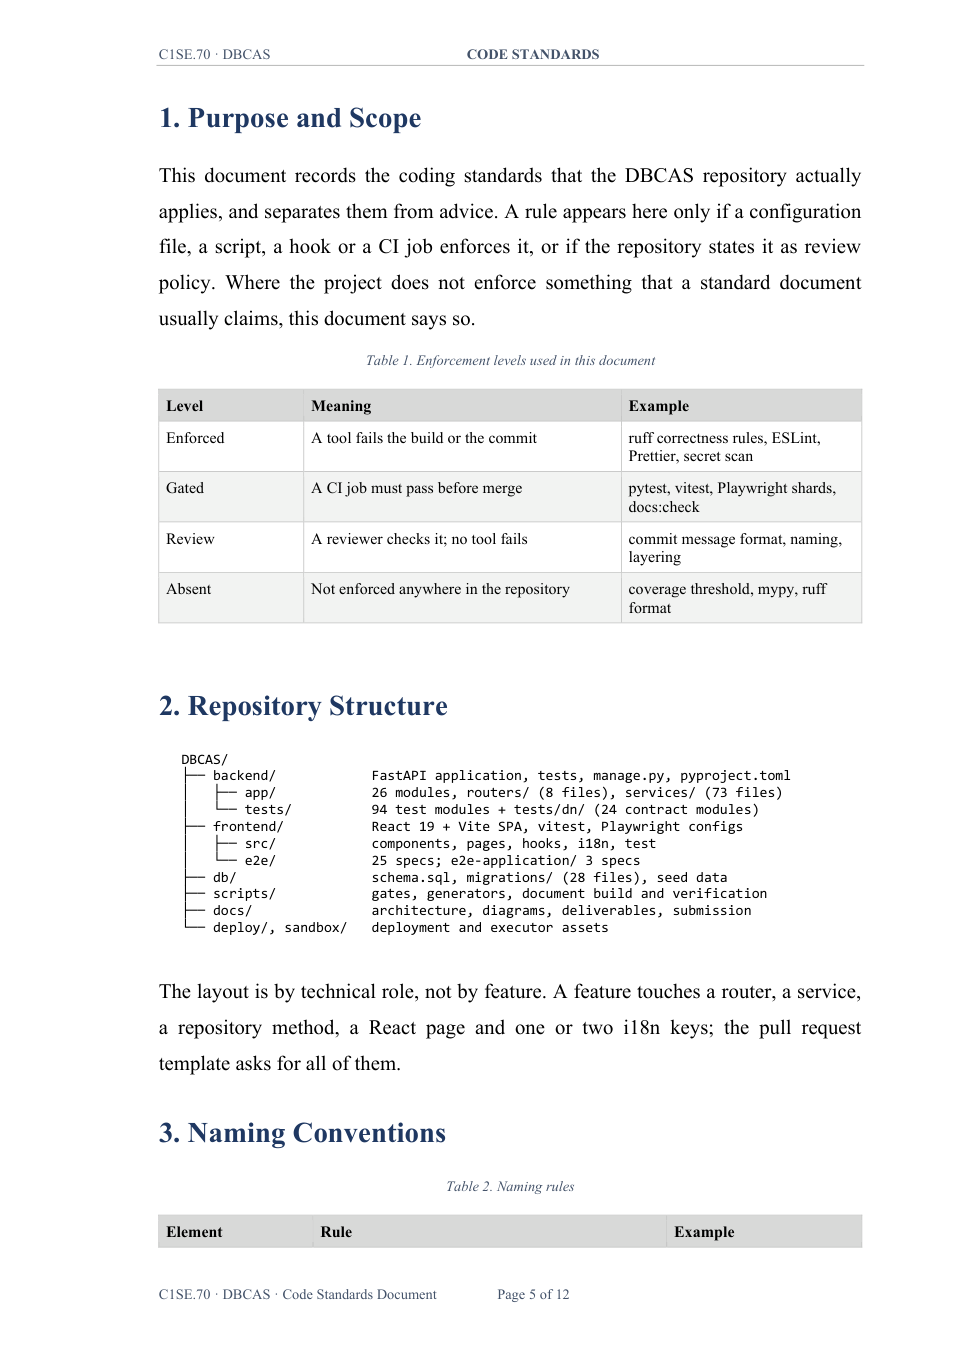 C1SE.70 · DBCAS CODE STANDARDS
1. Purpose and Scope
This document records the coding standards that the DBCAS repository actually
applies, and separates them from advice. A rule appears here only if a configuration
file, a script, a hook or a CI job enforces it, or if the repository states it as review
policy. Where the project does not enforce something that a standard document
usually claims, this document says so.
Table 1. Enforcement levels used in this document
Level Meaning Example
Enforced A tool fails the build or the commit ruff correctness rules, ESLint,
Prettier, secret scan
Gated A CI job must pass before merge pytest, vitest, Playwright shards,
docs:check
Review A reviewer checks it; no tool fails commit message format, naming,
layering
Absent Not enforced anywhere in the repository coverage threshold, mypy, ruff
format
2. Repository Structure
DBCAS/
├── backend/ FastAPI application, tests, manage.py, pyproject.toml
│   ├── app/ 26 modules, routers/ (8 files), services/ (73 files)
│   └── tests/ 94 test modules + tests/dn/ (24 contract modules)
├── frontend/ React 19 + Vite SPA, vitest, Playwright configs
│   ├── src/ components, pages, hooks, i18n, test
│   └── e2e/ 25 specs; e2e-application/ 3 specs
├── db/ schema.sql, migrations/ (28 files), seed data
├── scripts/ gates, generators, document build and verification
├── docs/ architecture, diagrams, deliverables, submission
└── deploy/, sandbox/ deployment and executor assets
The layout is by technical role, not by feature. A feature touches a router, a service,
a repository method, a React page and one or two i18n keys; the pull request
template asks for all of them.
3. Naming Conventions
Table 2. Naming rules
Element Rule Example
C1SE.70 · DBCAS · Code Standards Document Page 5 of 12